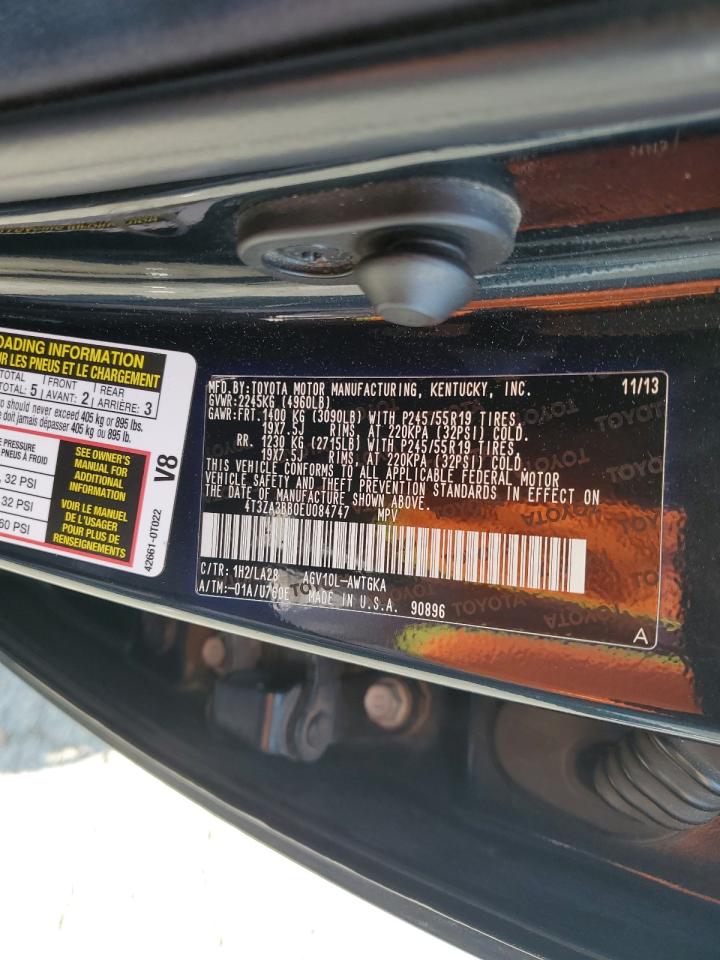 OADING INFORMATION
UR LES PNEUS ET LE CHARGEMENT
TOTAL FRONT REAR
TOTAL: 5 AVANT: 2 ARRIÈRE: 3
o should never exceed 405 kg or 895 lbs.
e doit jamais dépasser 405 kg ou 895 lb.
PRESSURE
PNEUS À FROID
, 32 PSI
32 PSI
60 PSI
SEE OWNER'S
MANUAL FOR
ADDITIONAL
INFORMATION
VOIR LE MANUEL
DE L'USAGER
POUR PLUS DE
RENSEIGNEMENTS
V8
42661-0T022
MFD.BY:TOYOTA MOTOR MANUFACTURING, KENTUCKY, INC. 11/13
GVWR:2245KG (4960LB)
GAWR:FRT.1400 KG (3090LB) WITH P245/55R19 TIRES,
19X7.5J RIMS, AT 220KPA (32PSI) COLD.
RR. 1230 KG (2715LB) WITH P245/55R19 TIRES,
19X7.5J RIMS, AT 220KPA (32PSI) COLD.
THIS VEHICLE CONFORMS TO ALL APPLICABLE FEDERAL MOTOR
VEHICLE SAFETY AND THEFT PREVENTION STANDARDS IN EFFECT ON
THE DATE OF MANUFACTURE SHOWN ABOVE.
4T3ZA3BB0EU084747 MPV
C/TR: 1H2/LA28 AGV10L-AWTGKA
A/TM:-01A/U760E MADE IN U.S.A. 90896
A